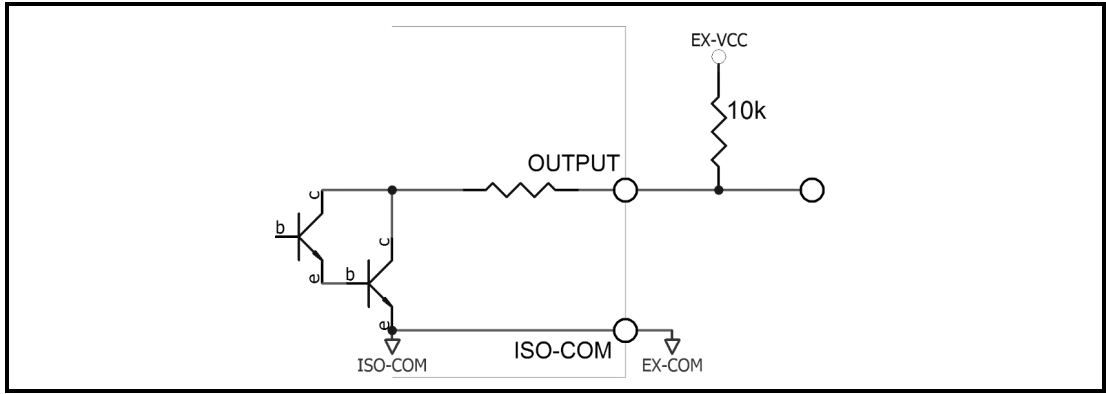 EX-VCC
10k
OUTPUT
c
b
c
e
b
e
ISO-COM
ISO-COM
EX-COM